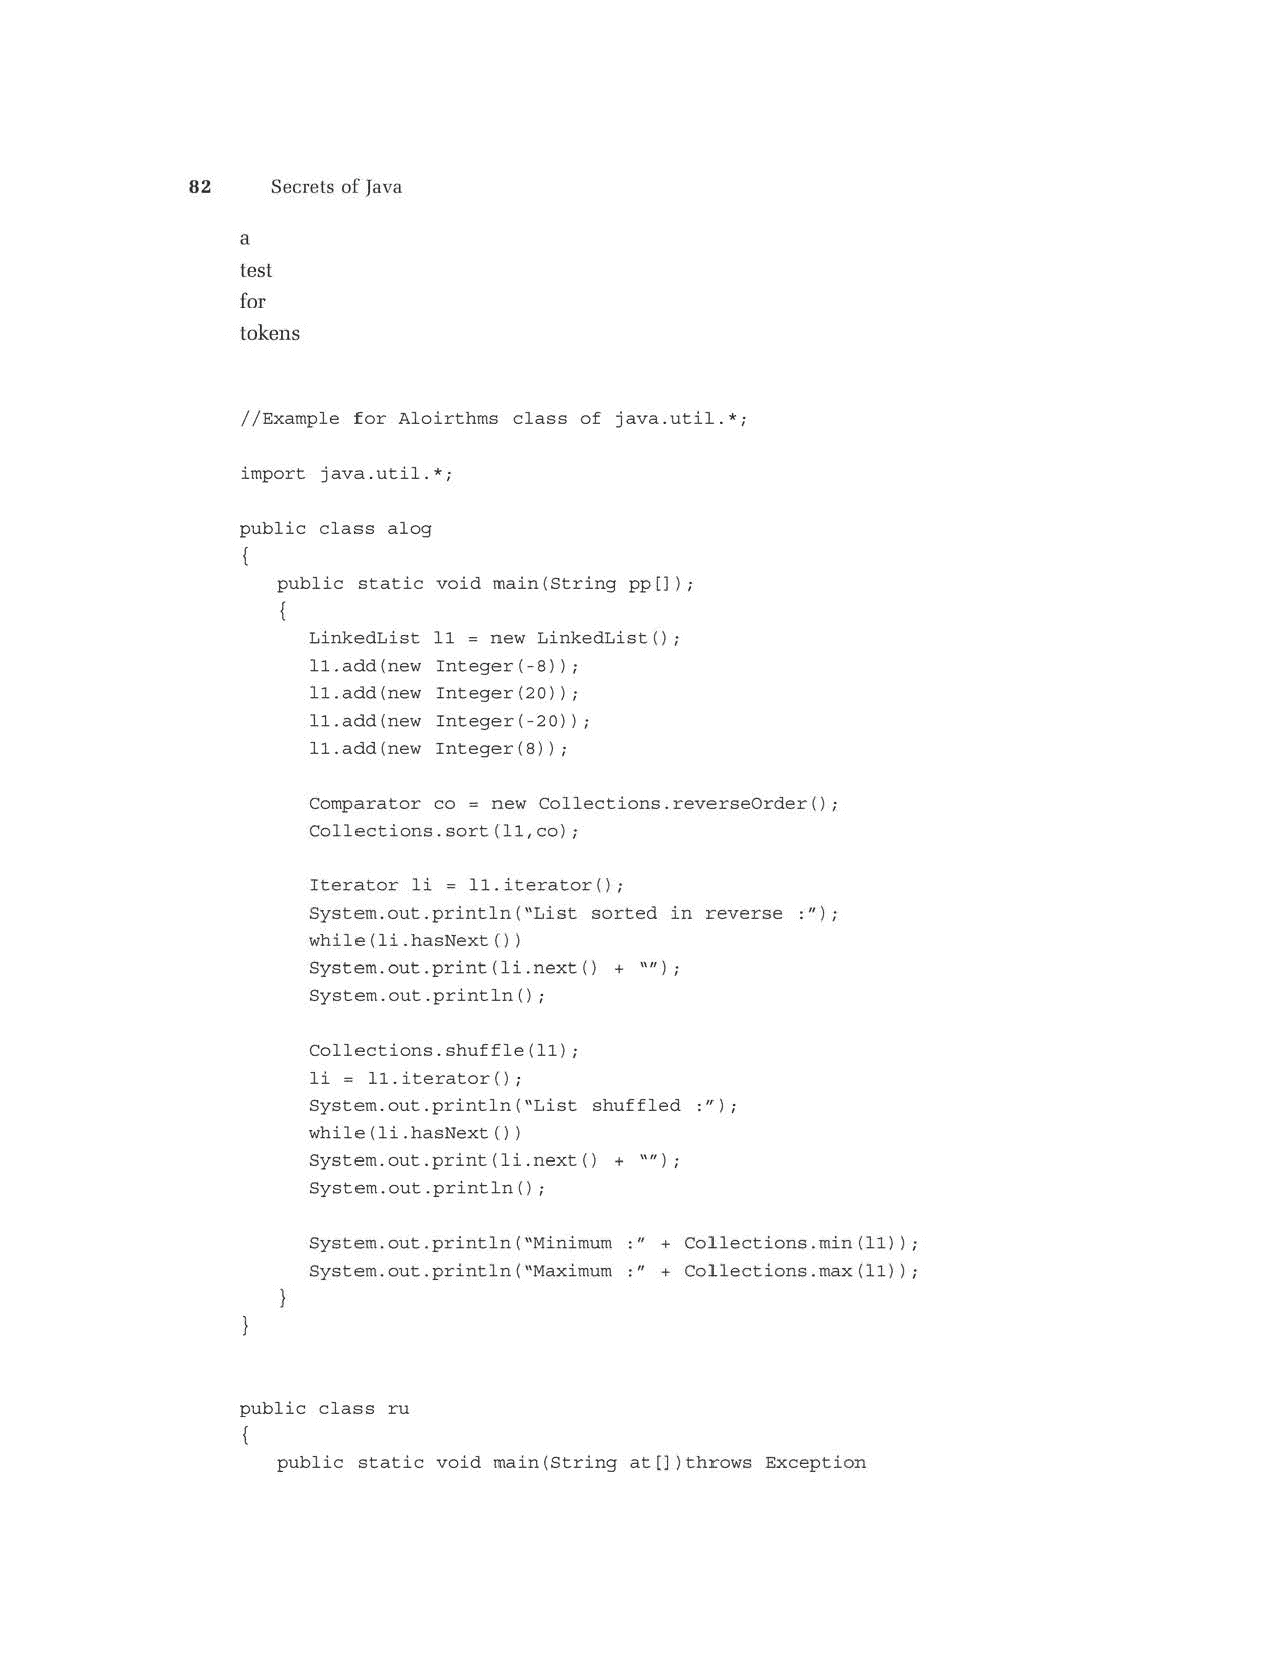 82 Secrets of Java
a
test
for
tokens
//Example for Aloirthms class of java.util.*;
import java.util.*;
public class alog
{
public static void main(String pp[]);
{
LinkedList l1 = new LinkedList();
l1.add(new Integer(-8));
l1.add(new Integer(20));
l1.add(new Integer(-20));
l1.add(new Integer(8));
Comparator co = new Collections.reverseOrder();
Collections.sort(l1,co);
Iterator li = l1.iterator();
System.out.println(“List sorted in reverse :”);
while(li.hasNext())
System.out.print(li.next() + “”);
System.out.println();
Collections.shuffle(l1);
li = l1.iterator();
System.out.println(“List shuffled :”);
while(li.hasNext())
System.out.print(li.next() + “”);
System.out.println();
System.out.println(“Minimum :” + Collections.min(l1));
System.out.println(“Maximum :” + Collections.max(l1));
}
}
public class ru
{
public static void main(String at[])throws Exception